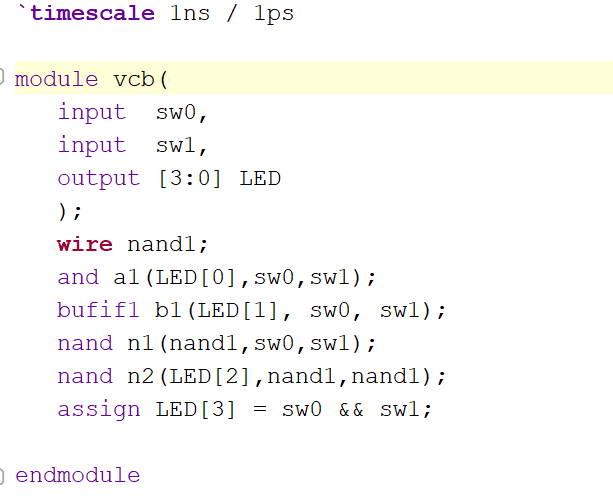 `timescale 1ns / 1ps
module vcb(
input  sw0,
input  sw1,
output [3:0] LED
);
wire nand1;
and a1(LED[0],sw0,sw1);
bufif1 b1(LED[1], sw0, sw1);
nand n1(nand1,sw0,sw1);
nand n2(LED[2],nand1,nand1);
assign LED[3] = sw0 && sw1;
endmodule